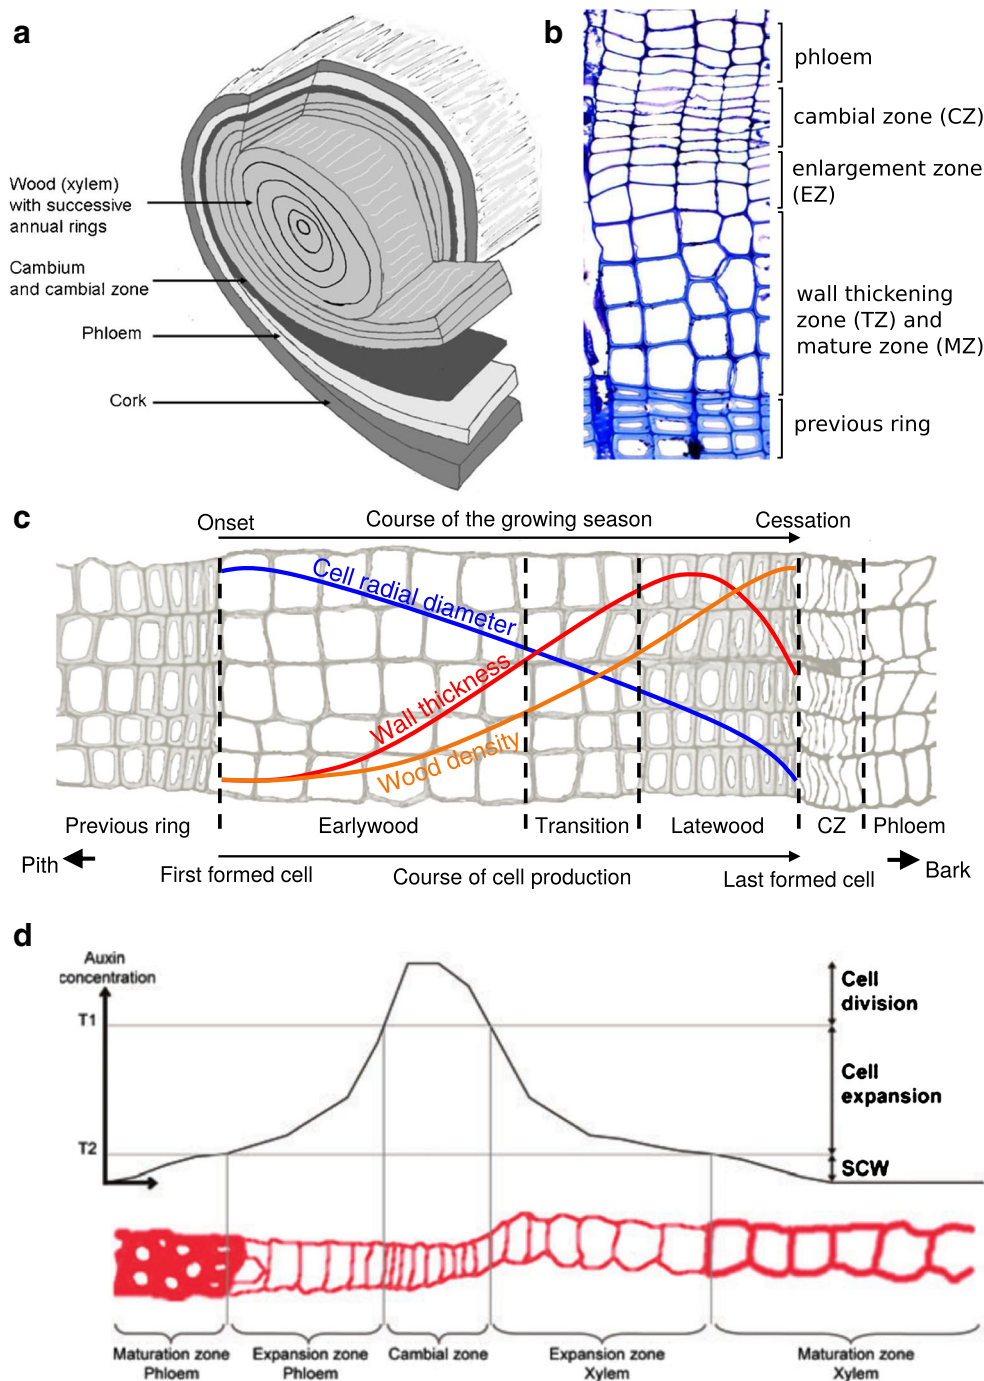 a
Wood (xylem)
with successive
annual rings
Cambium
and cambial zone
Phloem
Cork
b
phloem
cambial zone (CZ)
enlargement zone
(EZ)
wall thickening
zone (TZ) and
mature zone (MZ)
previous ring
c
Onset
Course of the growing season
Cessation
Cell radial diameter
Wall thickness
Wood density
Previous ring
Earlywood
Transition
Latewood
CZ
Phloem
Pith
First formed cell
Course of cell production
Last formed cell
Bark
d
Auxin
concentration
T1
T2
Cell
division
Cell
expansion
SCW
Maturation zone
Phloem
Expansion zone
Phloem
Cambial zone
Expansion zone
Xylem
Maturation zone
Xylem